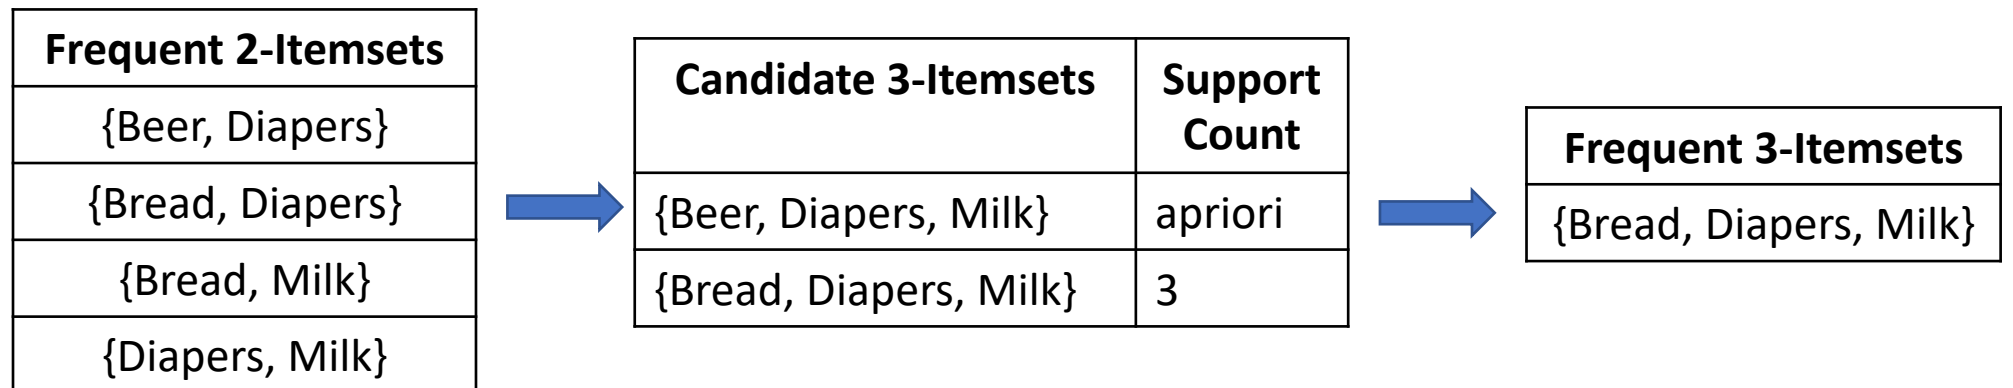 Frequent 2-Itemsets
{Beer, Diapers}
{Bread, Diapers}
{Bread, Milk}
{Diapers, Milk}
Candidate 3-Itemsets
Support
Count
{Beer, Diapers, Milk}
apriori
{Bread, Diapers, Milk}
3
Frequent 3-Itemsets
{Bread, Diapers, Milk}